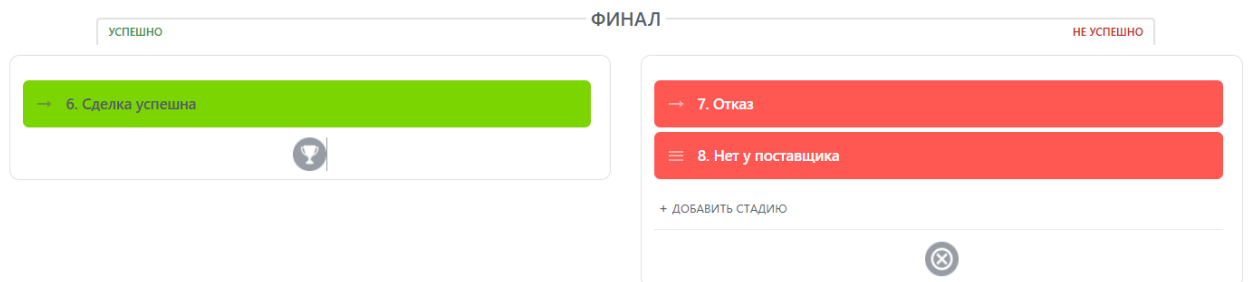 ФИНАЛ
УСПЕШНО
НЕ УСПЕШНО
→ 6. Сделка успешна
→ 7. Отказ
8. Нет у поставщика
+ ДОБАВИТЬ СТАДИЮ